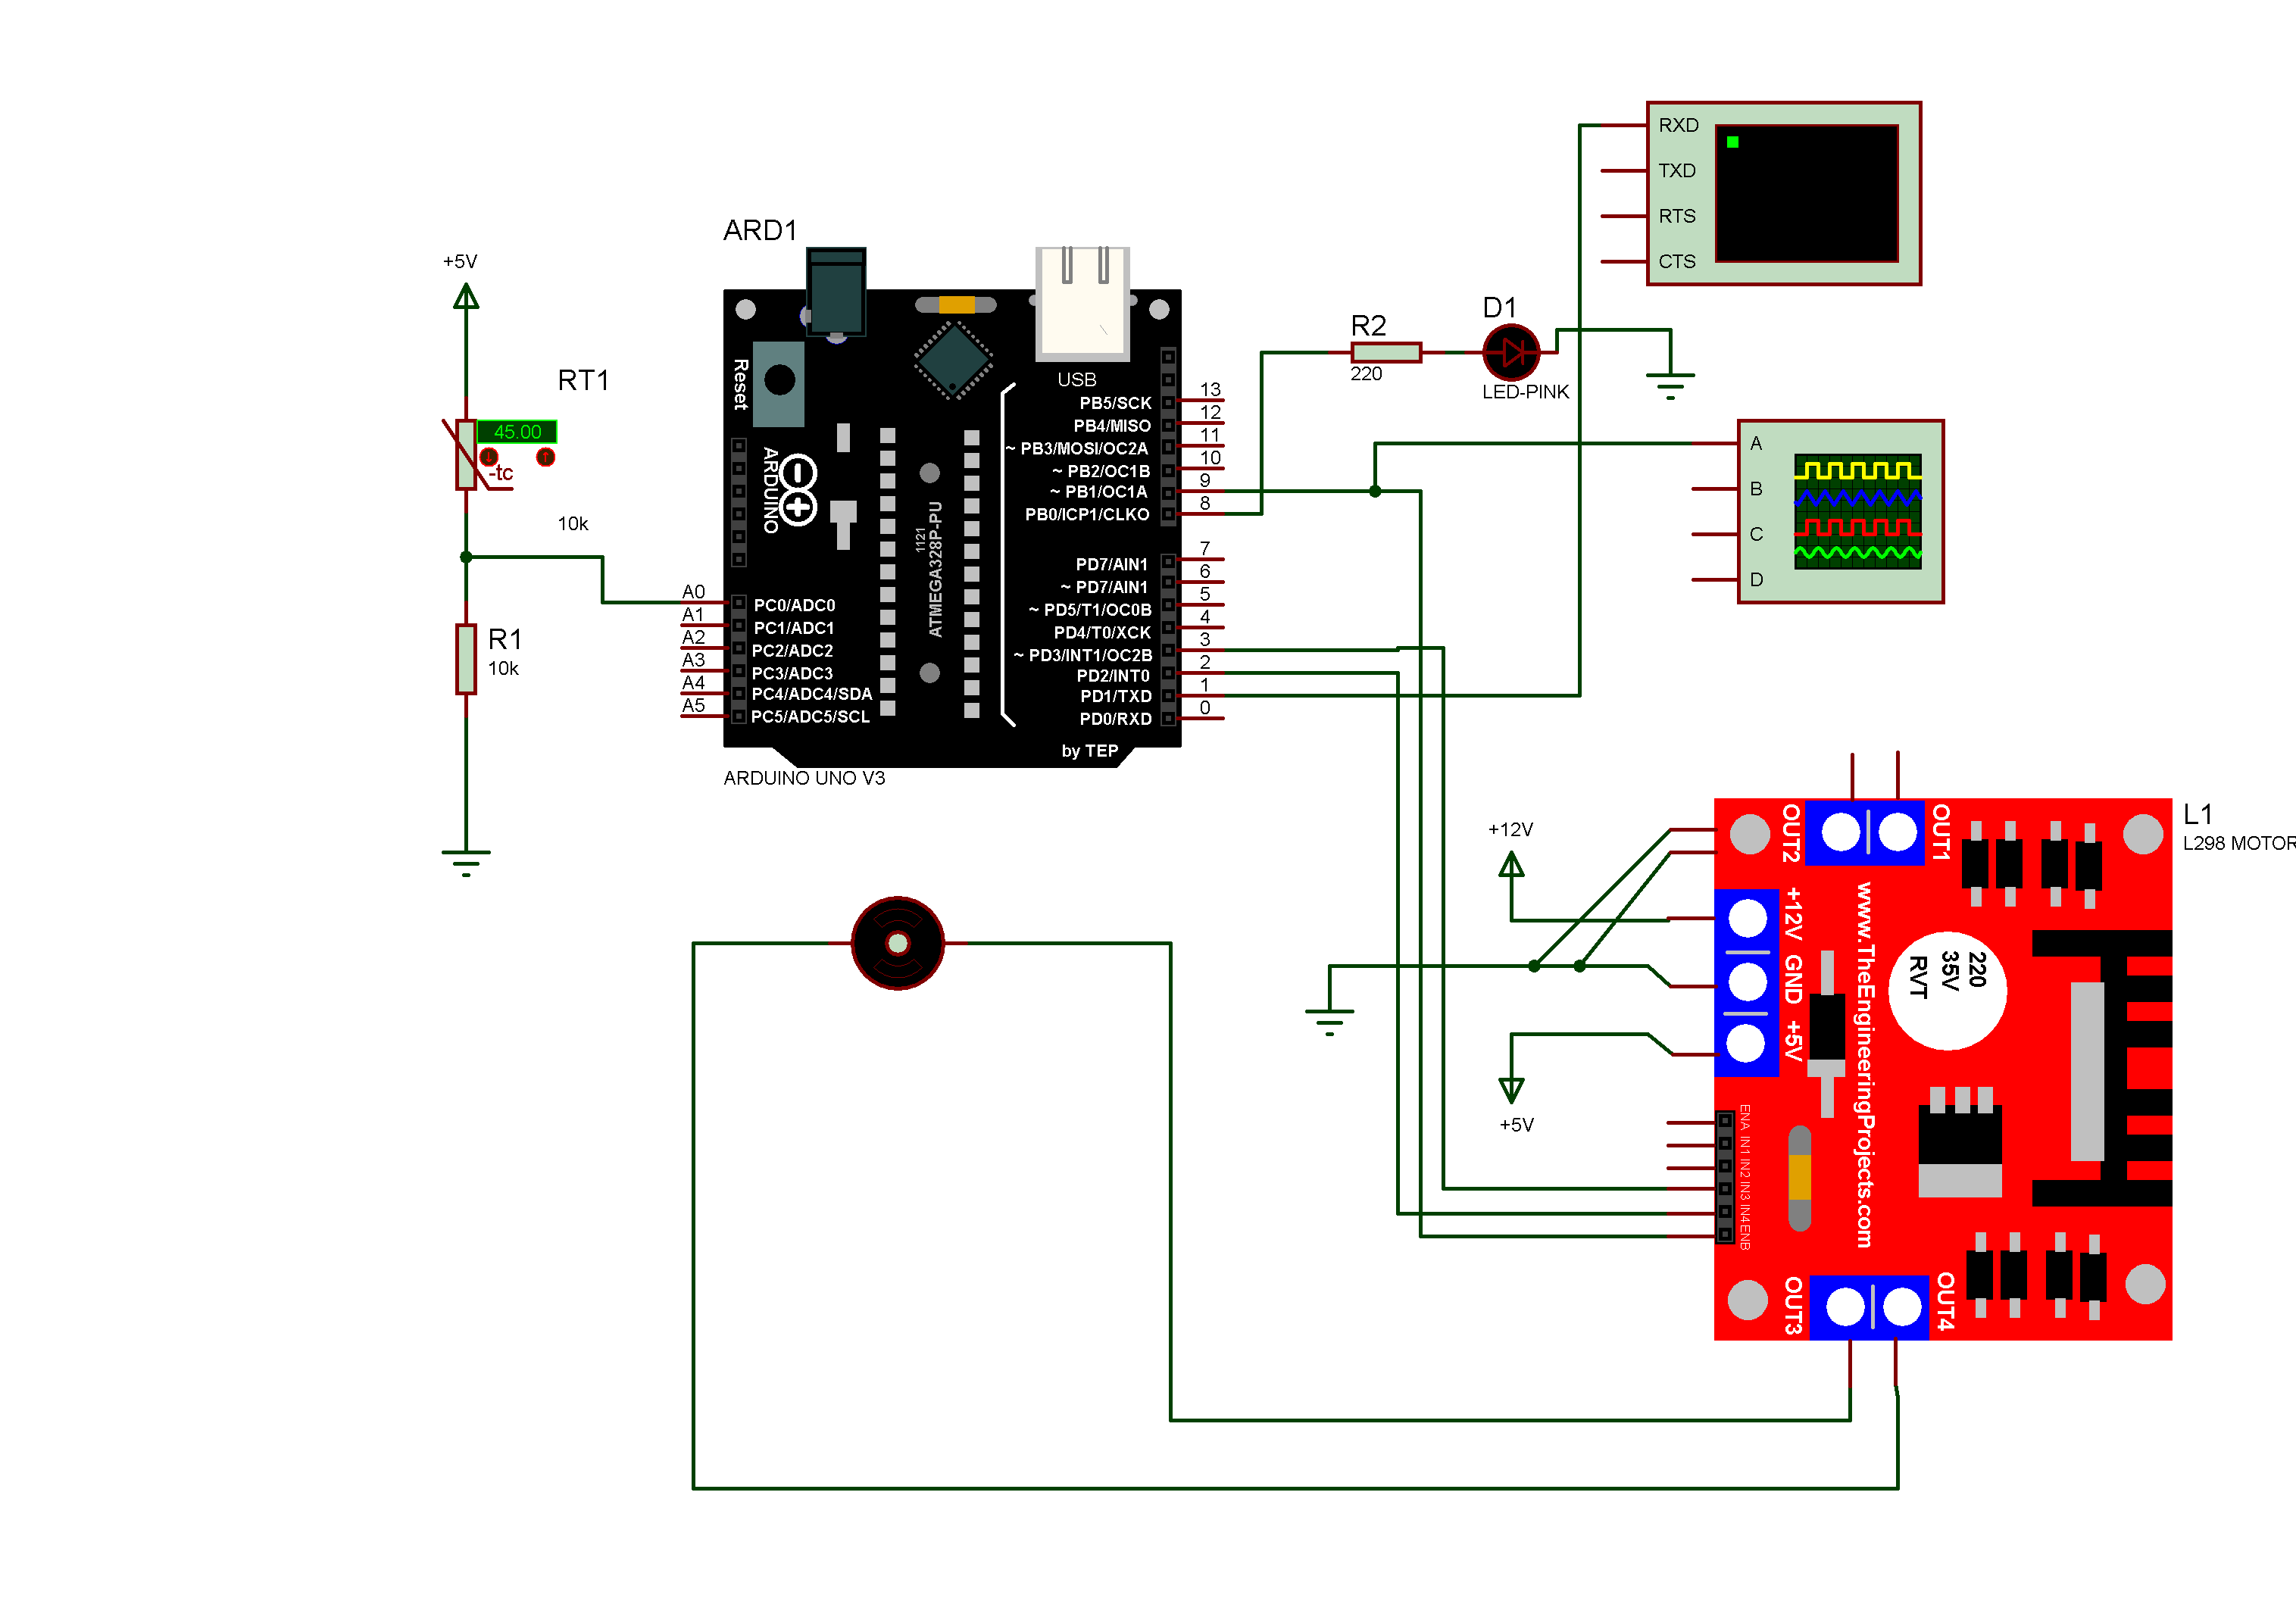 +5V
RT1
45.00
-tc
10k
R1
10k
ARD1
Reset
ARDUINO
1121
ATMEGA328P-PU
USB
A0
A1
A2
A3
A4
A5
PC0/ADC0
PC1/ADC1
PC2/ADC2
PC3/ADC3
PC4/ADC4/SDA
PC5/ADC5/SCL
PB5/SCK
PB4/MISO
~ PB3/MOSI/OC2A
~ PB2/OC1B
~ PB1/OC1A
PB0/ICP1/CLKO
PD7/AIN1
~ PD7/AIN1
~ PD5/T1/OC0B
PD4/T0/XCK
~ PD3/INT1/OC2B
PD2/INT0
PD1/TXD
PD0/RXD
13
12
11
10
9
8
7
6
5
4
3
2
1
0
by TEP
ARDUINO UNO V3
R2
220
D1
LED-PINK
RXD
TXD
RTS
CTS
A
B
C
D
+12V
+5V
L1
L298 MOTOR
OUT2
OUT1
+12V
GND
+5V
www.TheEngineeringProjects.com
220
35V
RVT
ENA IN1 IN2 IN3 IN4 ENB
OUT3
OUT4